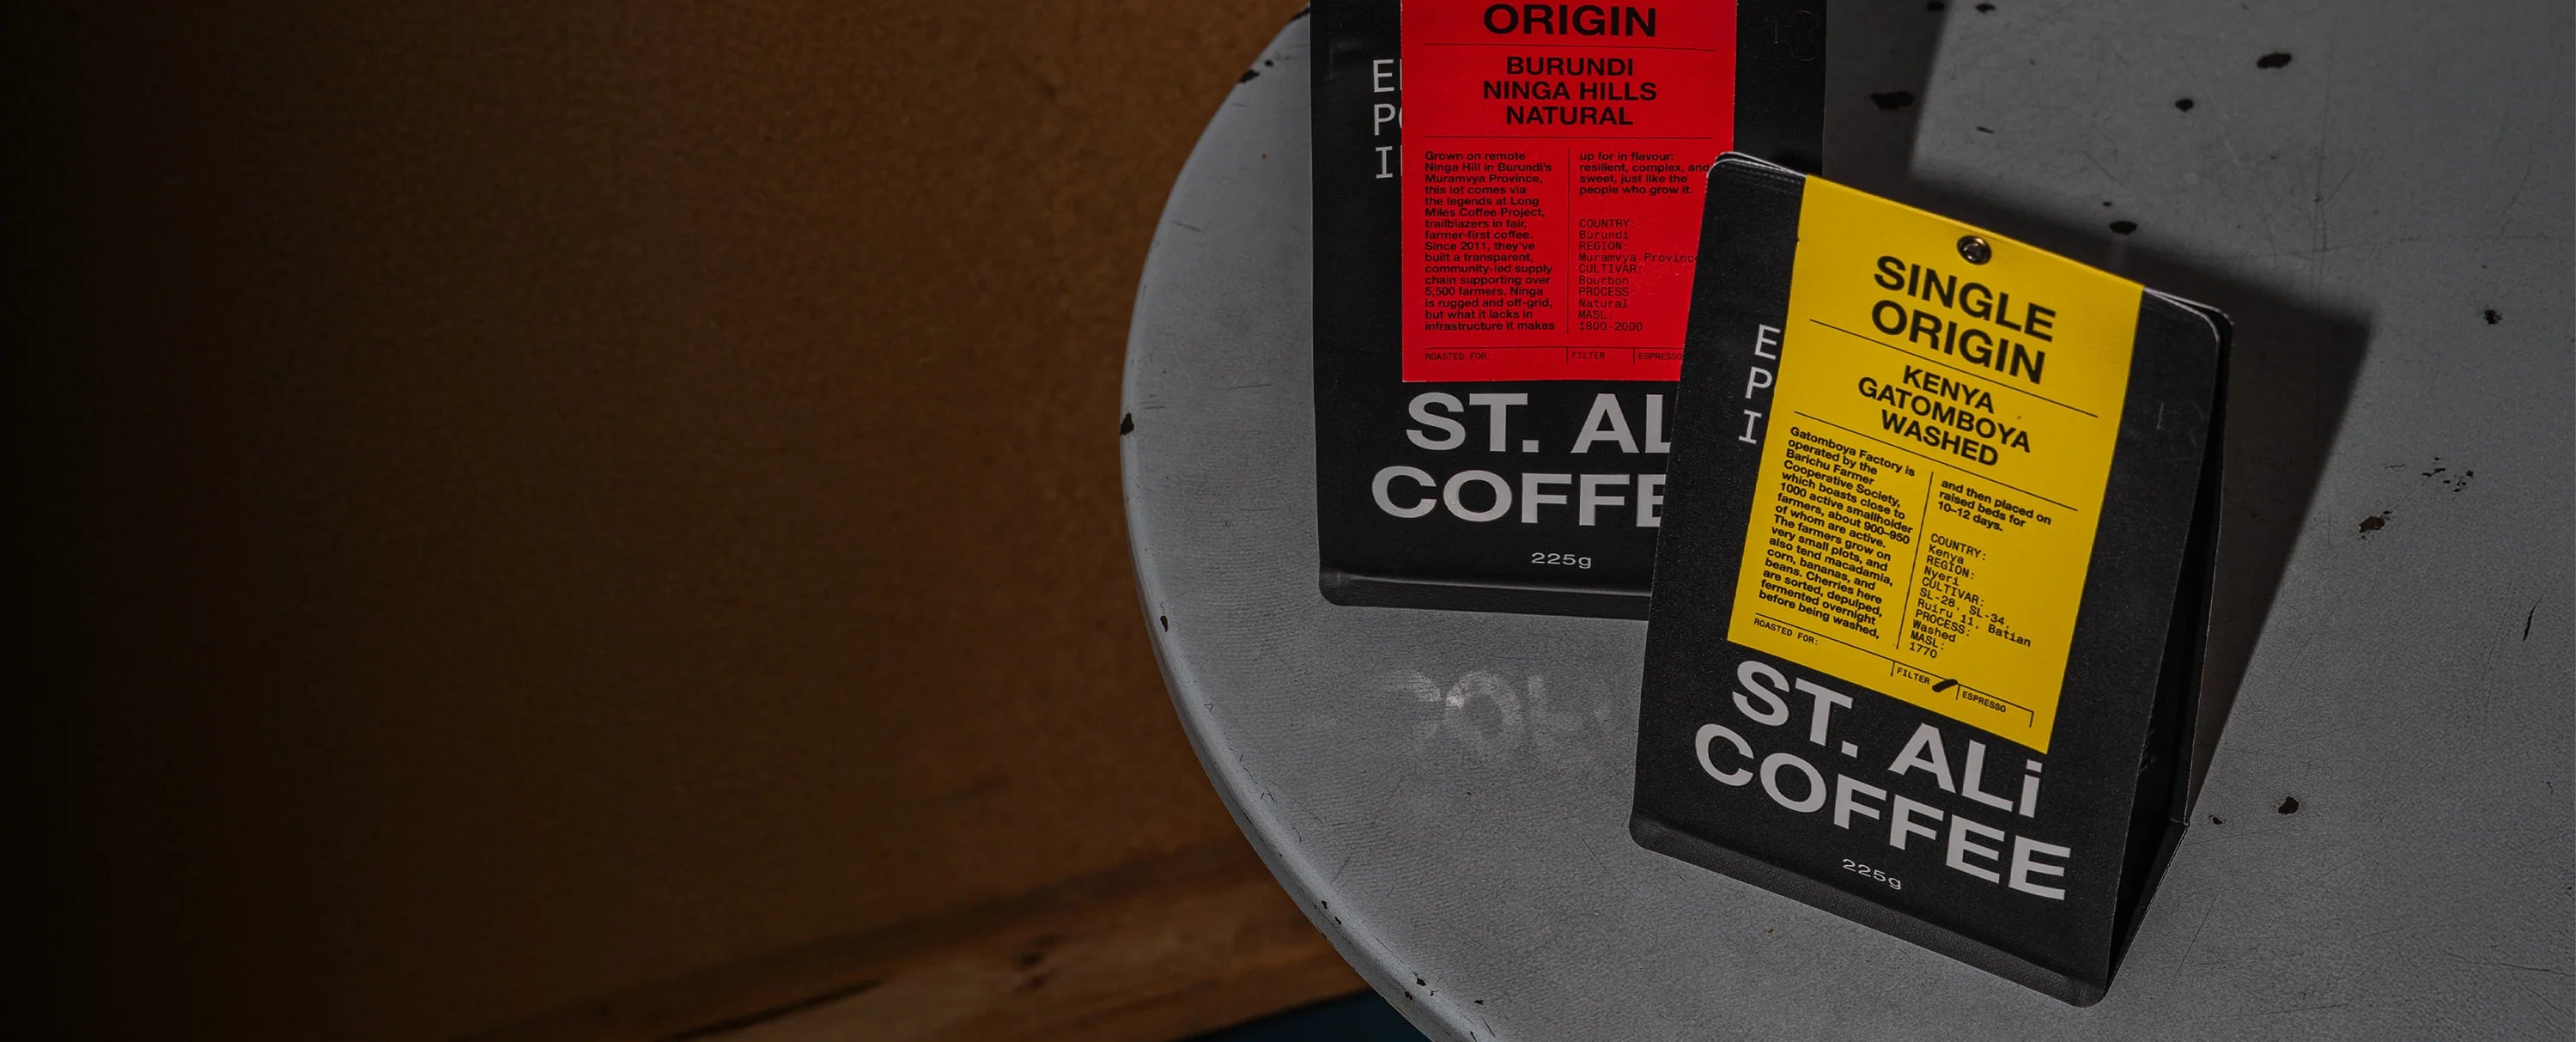 ORIGIN
BURUNDI
NINGA HILLS
NATURAL
Grown on remote
Ninga Hill in Burundi's
Muramvya Province,
this lot comes via
the legends at Long
Miles Coffee Project,
trailblazers in fair,
farmer-first coffee.
Since 2011, they've
built a transparent,
community-led supply
chain supporting over
5,500 farmers. Ninga
is rugged and off-grid,
but what it lacks in
infrastructure it makes
up for in flavour:
resilient, complex, and
sweet, just like the
people who grow it.
COUNTRY:
Burundi
REGION:
Muramvya Province
CULTIVAR:
Bourbon
PROCESS:
Natural
MASL:
1800-2000
ROASTED FOR:
FILTER
ESPRESSO
ST. AL
COFFE
225g
SINGLE
ORIGIN
KENYA
GATOMBOYA
WASHED
Gatomboya Factory is
operated by the
Barichu Farmer
Cooperative Society,
which boasts close to
1000 active smallholder
farmers, about 900–950
of whom are active.
The farmers grow on
very small plots, and
also tend macadamia,
corn, bananas, and
beans. Cherries here
are sorted, depulped,
fermented overnight
before being washed,
and then placed on
raised beds for
10–12 days.
COUNTRY:
Kenya
REGION:
Nyeri
CULTIVAR:
SL-28, SL-34,
Ruiru 11, Batian
PROCESS:
Washed
MASL:
1770
ROASTED FOR:
FILTER
ESPRESSO
ST. ALi
COFFEE
225g